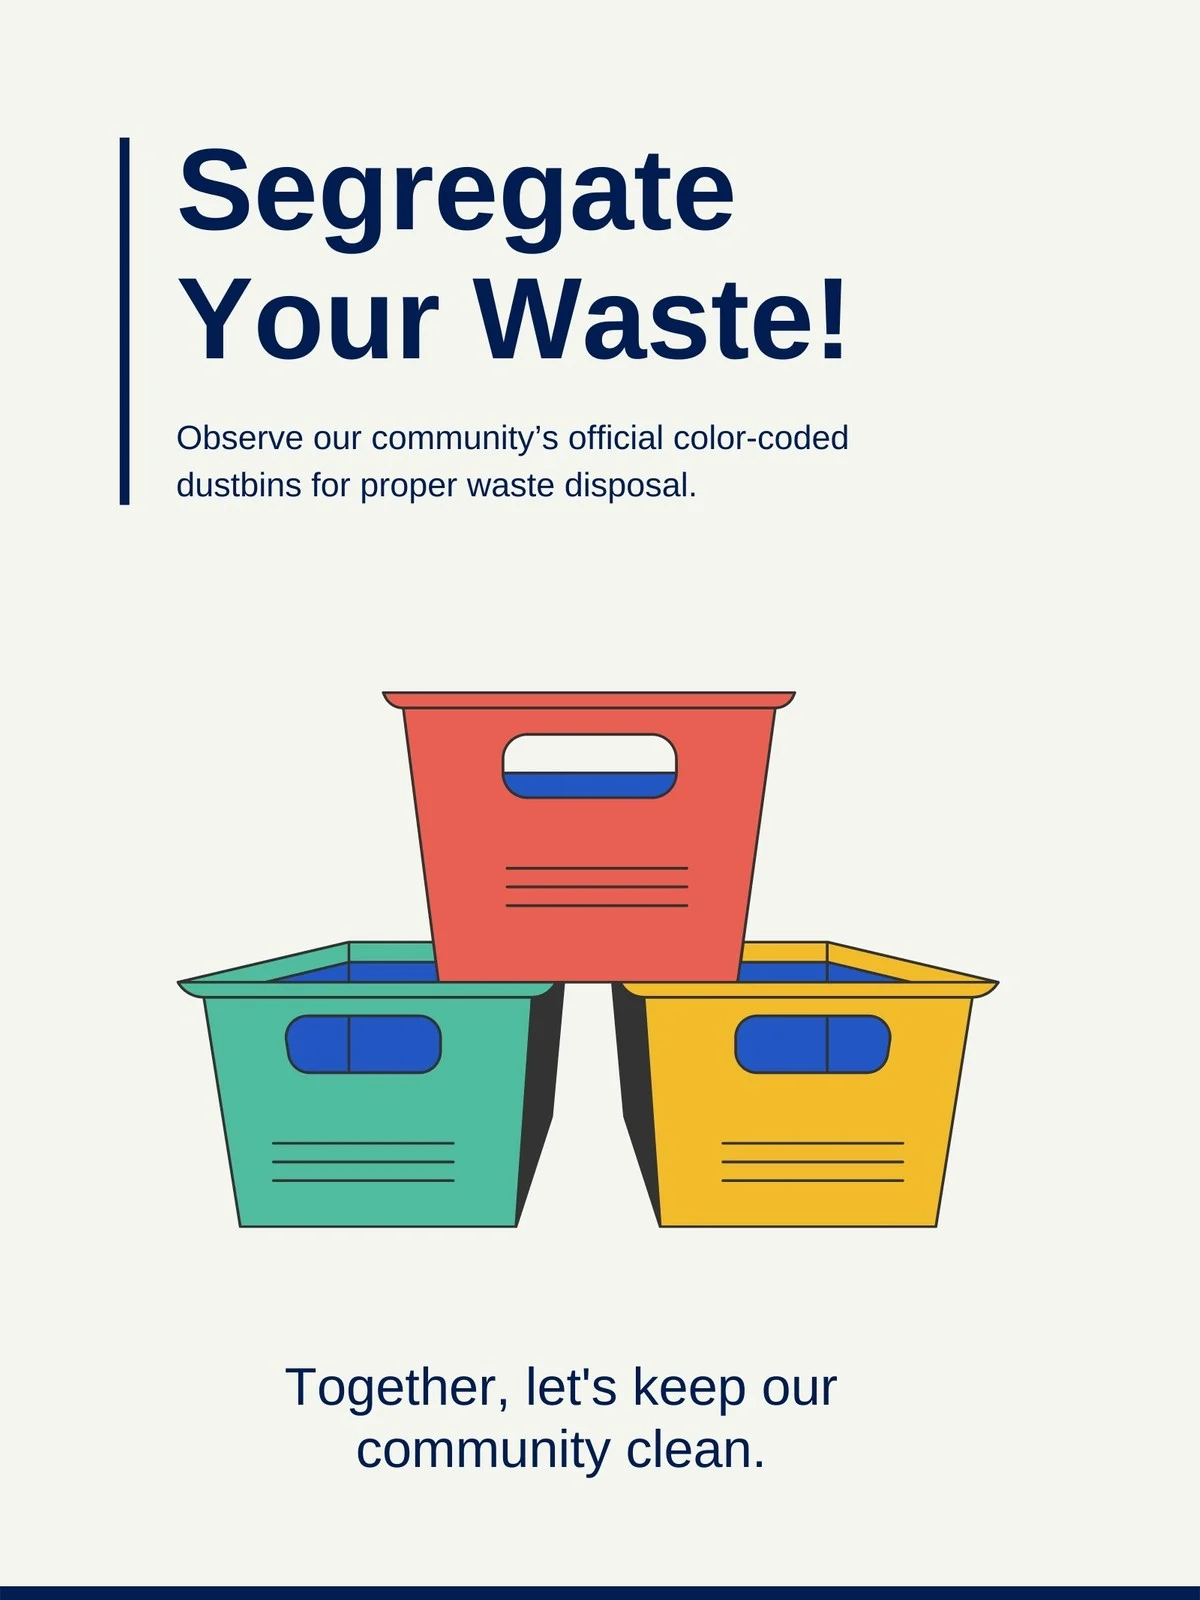 Segregate
Your Waste!
Observe our community’s official color-coded
dustbins for proper waste disposal.
Together, let's keep our
community clean.